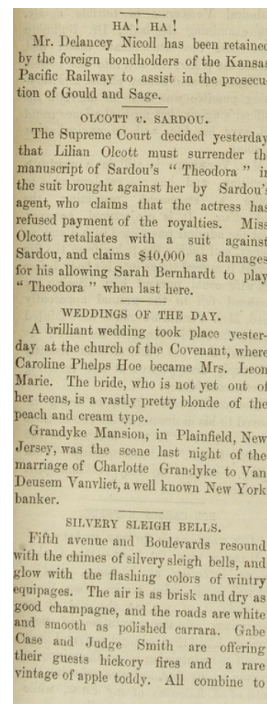 HA! HA!
Mr. Delancey Nicoll has been retained
by the foreign bondholders of the Kansas
Pacific Railway to assist in the prosecu-
tion of Gould and Sage.
OLCOTT v. SARDOU.
The Supreme Court decided yesterday
that Lilian Olcott must surrender th
manuscript of Sardou's “ Theodora ” in
the suit brought against her by Sardou's
agent, who claims that the actress has
refused payment of the royalties. Miss
Olcott retaliates with a suit against
Sardou, and claims $40,000 as damages
for his allowing Sarah Bernhardt to play
“ Theodora ” when last here.
WEDDINGS OF THE DAY.
A brilliant wedding took place yester-
day at the church of the Covenant, where
Caroline Phelps Hoe became Mrs. Leon
Marie. The bride, who is not yet out of
her teens, is a vastly pretty blonde of the
peach and cream type.
Grandyke Mansion, in Plainfield, New
Jersey, was the scene last night of the
marriage of Charlotte Grandyke to Van
Deusem Vanvliet, a well known New York
banker.
SILVERY SLEIGH BELLS.
Fifth avenue and Boulevards resound
with the chimes of silvery sleigh bells, and
glow with the flashing colors of wintry
equipages. The air is as brisk and dry as
good champagne, and the roads are white
and smooth as polished carrara. Gabe
Case and Judge Smith are offering
their guests hickory fires and a rare
vintage of apple toddy. All combine to